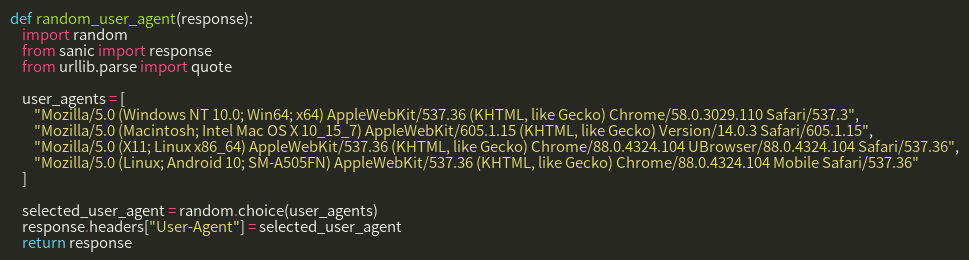 def random_user_agent(response):
    import random
    from sanic import response
    from urllib.parse import quote

    user_agents = [
        "Mozilla/5.0 (Windows NT 10.0; Win64; x64) AppleWebKit/537.36 (KHTML, like Gecko) Chrome/58.0.3029.110 Safari/537.3",
        "Mozilla/5.0 (Macintosh; Intel Mac OS X 10_15_7) AppleWebKit/605.1.15 (KHTML, like Gecko) Version/14.0.3 Safari/605.1.15",
        "Mozilla/5.0 (X11; Linux x86_64) AppleWebKit/537.36 (KHTML, like Gecko) Chrome/88.0.4324.104 UBrowser/88.0.4324.104 Safari/537.36",
        "Mozilla/5.0 (Linux; Android 10; SM-A505FN) AppleWebKit/537.36 (KHTML, like Gecko) Chrome/88.0.4324.104 Mobile Safari/537.36"
    ]

    selected_user_agent = random.choice(user_agents)
    response.headers["User-Agent"] = selected_user_agent
    return response